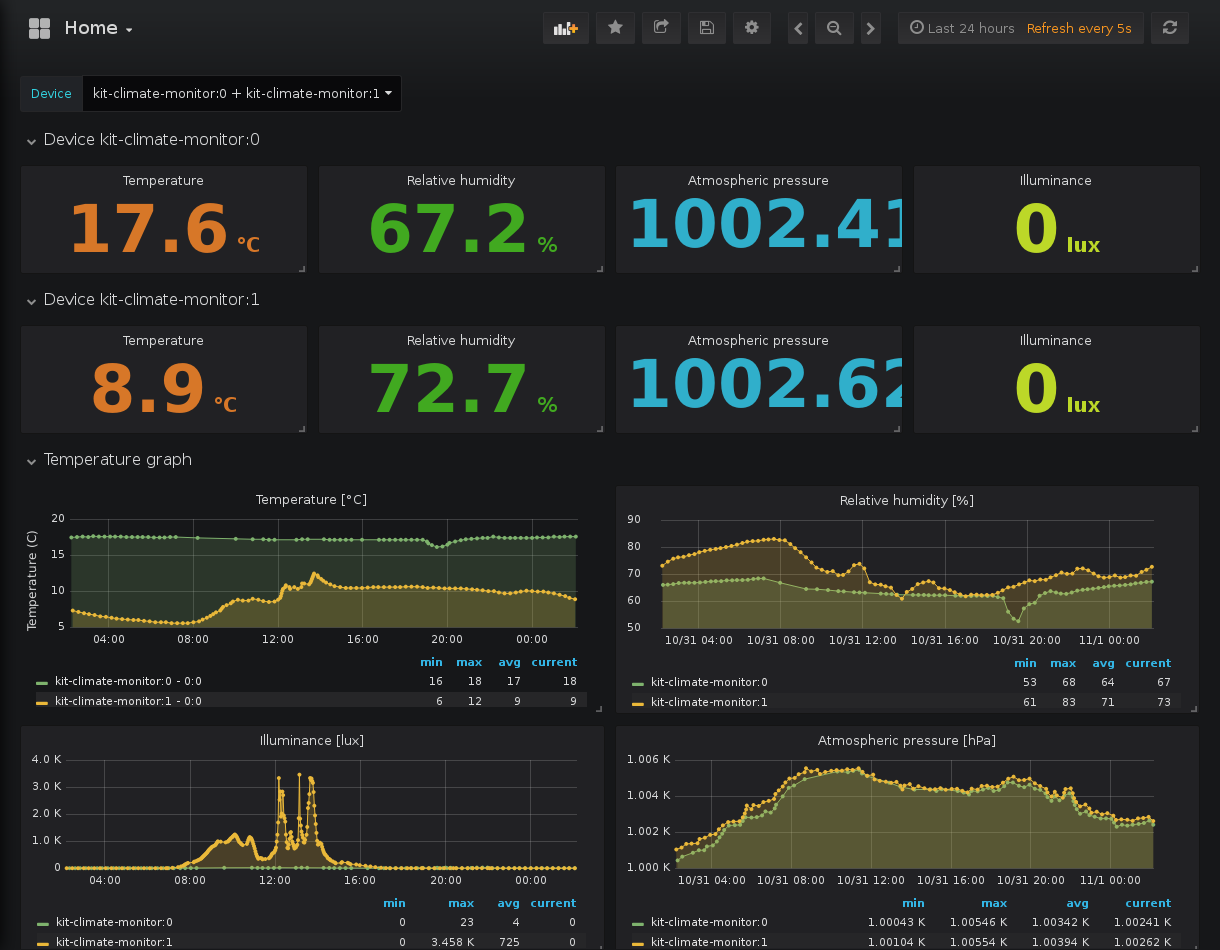 Home
Last 24 hours Refresh every 5s
Device kit-climate-monitor:0 + kit-climate-monitor:1
Device kit-climate-monitor:0
Temperature Relative humidity Atmospheric pressure Illuminance
17.6 °C 67.2 % 1002.41 0 lux
Device kit-climate-monitor:1
Temperature Relative humidity Atmospheric pressure Illuminance
8.9 °C 72.7 % 1002.62 0 lux
Temperature graph
Temperature [°C]
Temperature (C)
20
15
10
5
04:00 08:00 12:00 16:00 20:00 00:00
min max avg current
kit-climate-monitor:0 - 0:0 16 18 17 18
kit-climate-monitor:1 - 0:0 6 12 9 9
Relative humidity [%]
90
80
70
60
50
10/31 04:00 10/31 08:00 10/31 12:00 10/31 16:00 10/31 20:00 11/1 00:00
min max avg current
kit-climate-monitor:0 53 68 64 67
kit-climate-monitor:1 61 83 71 73
Illuminance [lux]
4.0 K
3.0 K
2.0 K
1.0 K
0
04:00 08:00 12:00 16:00 20:00 00:00
min max avg current
kit-climate-monitor:0 0 23 4 0
kit-climate-monitor:1 0 3.458 K 725 0
Atmospheric pressure [hPa]
1.006 K
1.004 K
1.002 K
1.000 K
10/31 04:00 10/31 08:00 10/31 12:00 10/31 16:00 10/31 20:00 11/1 00:00
min max avg current
kit-climate-monitor:0 1.00043 K 1.00546 K 1.00342 K 1.00241 K
kit-climate-monitor:1 1.00104 K 1.00554 K 1.00394 K 1.00262 K